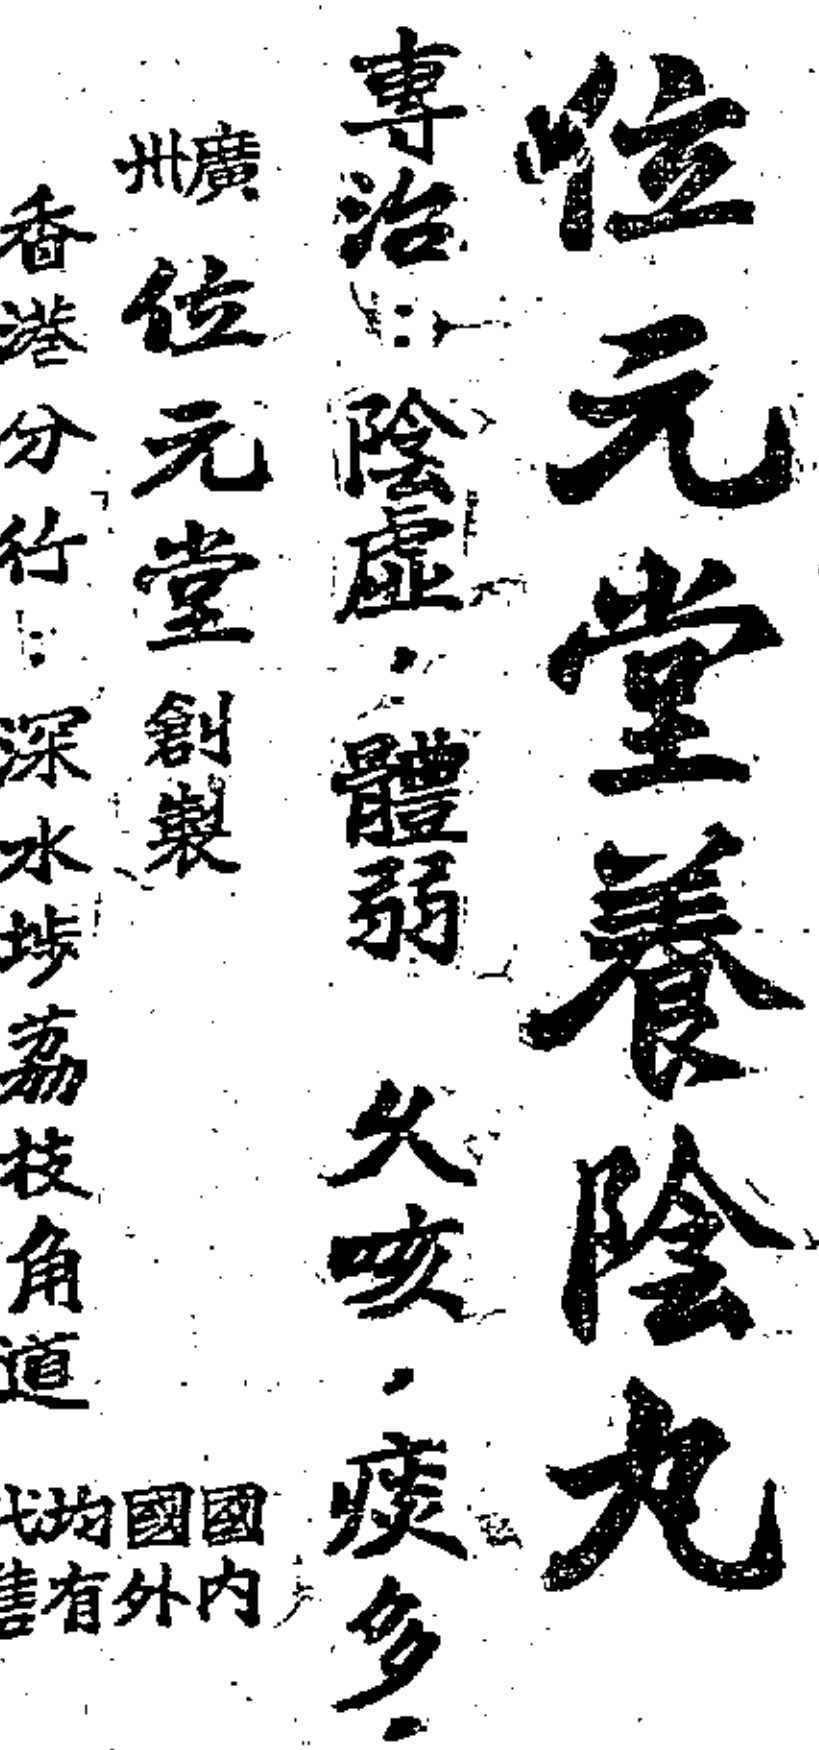 位元堂養陰丸
專治：陰虛，體弱 久咳，痰多，
廣州 位元堂 創製
國內國外均有代售
香港分行：深水埗荔枝角道